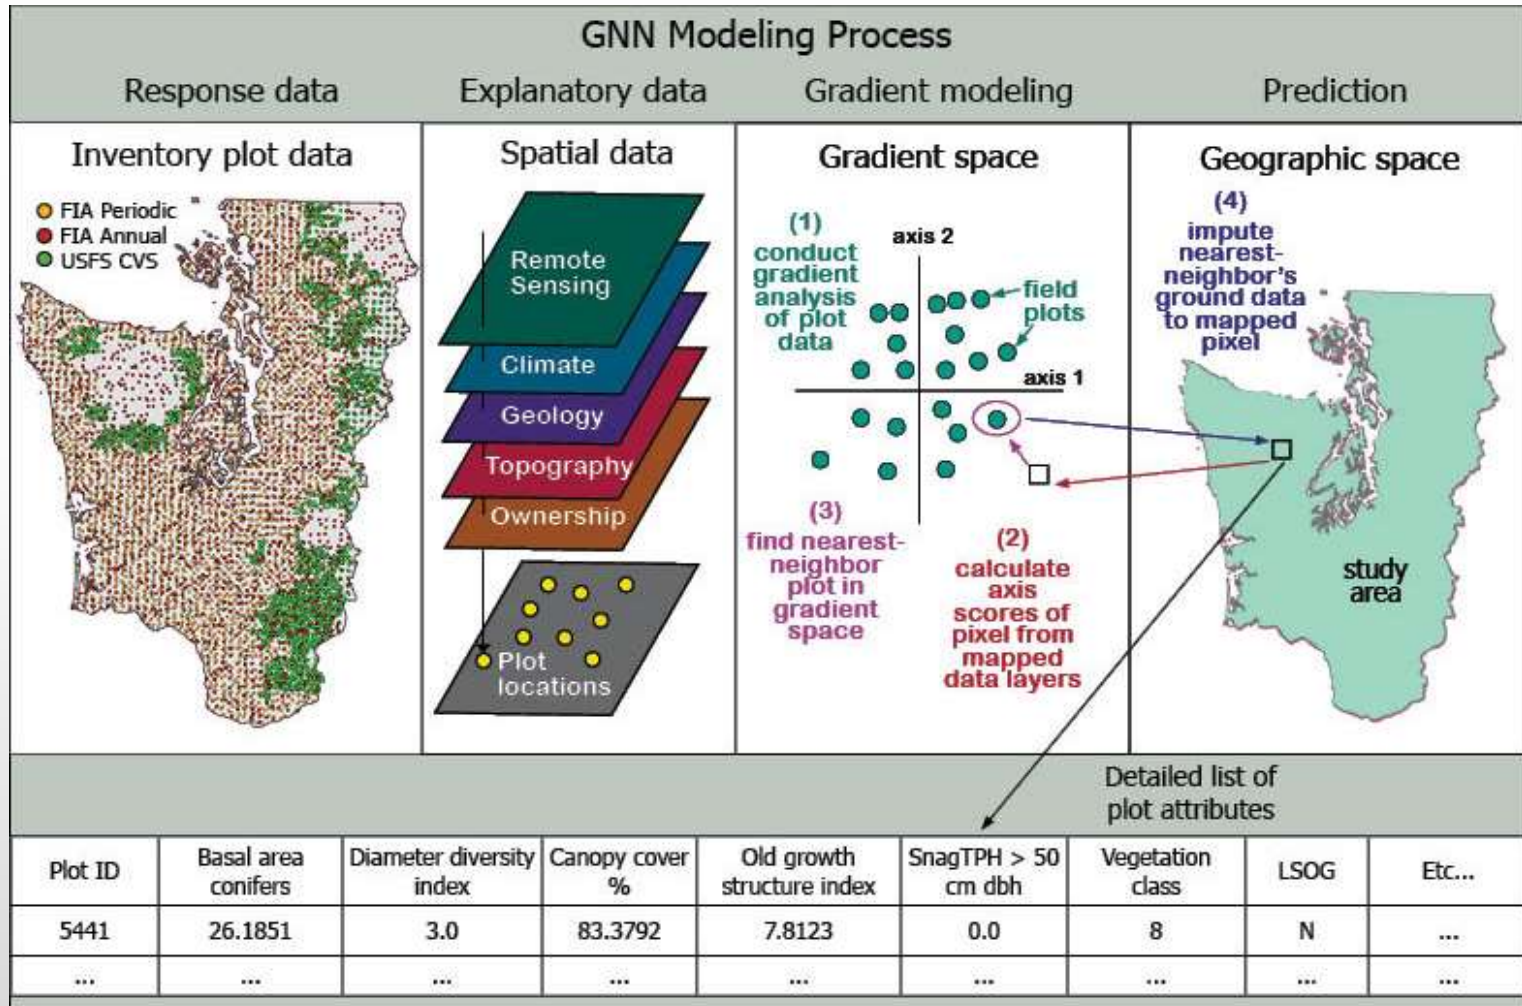 GNN Modeling Process
Response data
Explanatory data
Gradient modeling
Prediction
Inventory plot data
FIA Periodic
FIA Annual
USFS CVS
Spatial data
Remote
Sensing
Climate
Geology
Topography
Ownership
Plot
locations
Gradient space
(1)
conduct
gradient
analysis
of plot
data
axis 2
field
plots
axis 1
(3)
find nearest-
neighbor
plot in
gradient
space
(2)
calculate
axis
scores of
pixel from
mapped
data layers
Geographic space
(4)
impute
nearest-
neighbor's
ground data
to mapped
pixel
study
area
Detailed list of
plot attributes
Plot ID
Basal area
conifers
Diameter diversity
index
Canopy cover
%
Old growth
structure index
SnagTPH > 50
cm dbh
Vegetation
class
LSOG
Etc...
5441
26.1851
3.0
83.3792
7.8123
0.0
8
N
...
...
...
...
...
...
...
...
...
...